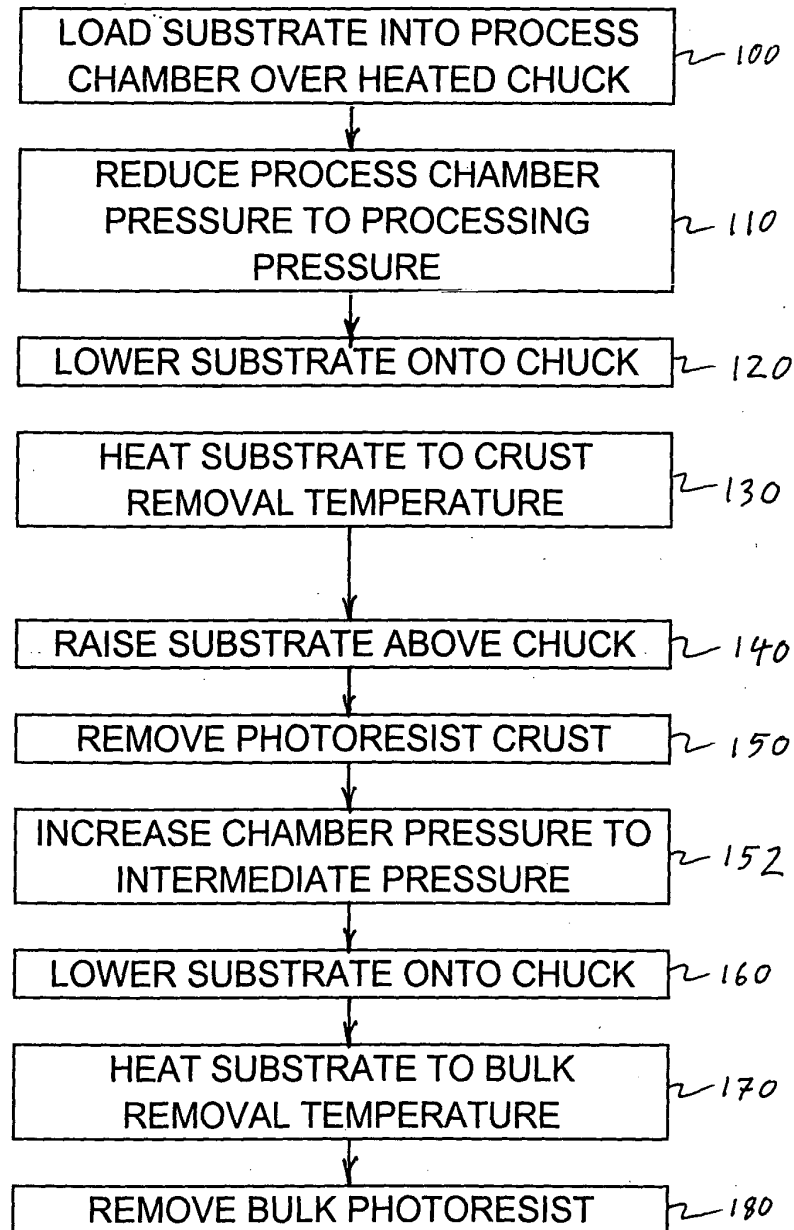 LOAD SUBSTRATE INTO PROCESS
CHAMBER OVER HEATED CHUCK
100
REDUCE PROCESS CHAMBER
PRESSURE TO PROCESSING
PRESSURE
110
LOWER SUBSTRATE ONTO CHUCK
120
HEAT SUBSTRATE TO CRUST
REMOVAL TEMPERATURE
130
RAISE SUBSTRATE ABOVE CHUCK
140
REMOVE PHOTORESIST CRUST
150
INCREASE CHAMBER PRESSURE TO
INTERMEDIATE PRESSURE
152
LOWER SUBSTRATE ONTO CHUCK
160
HEAT SUBSTRATE TO BULK
REMOVAL TEMPERATURE
170
REMOVE BULK PHOTORESIST
180